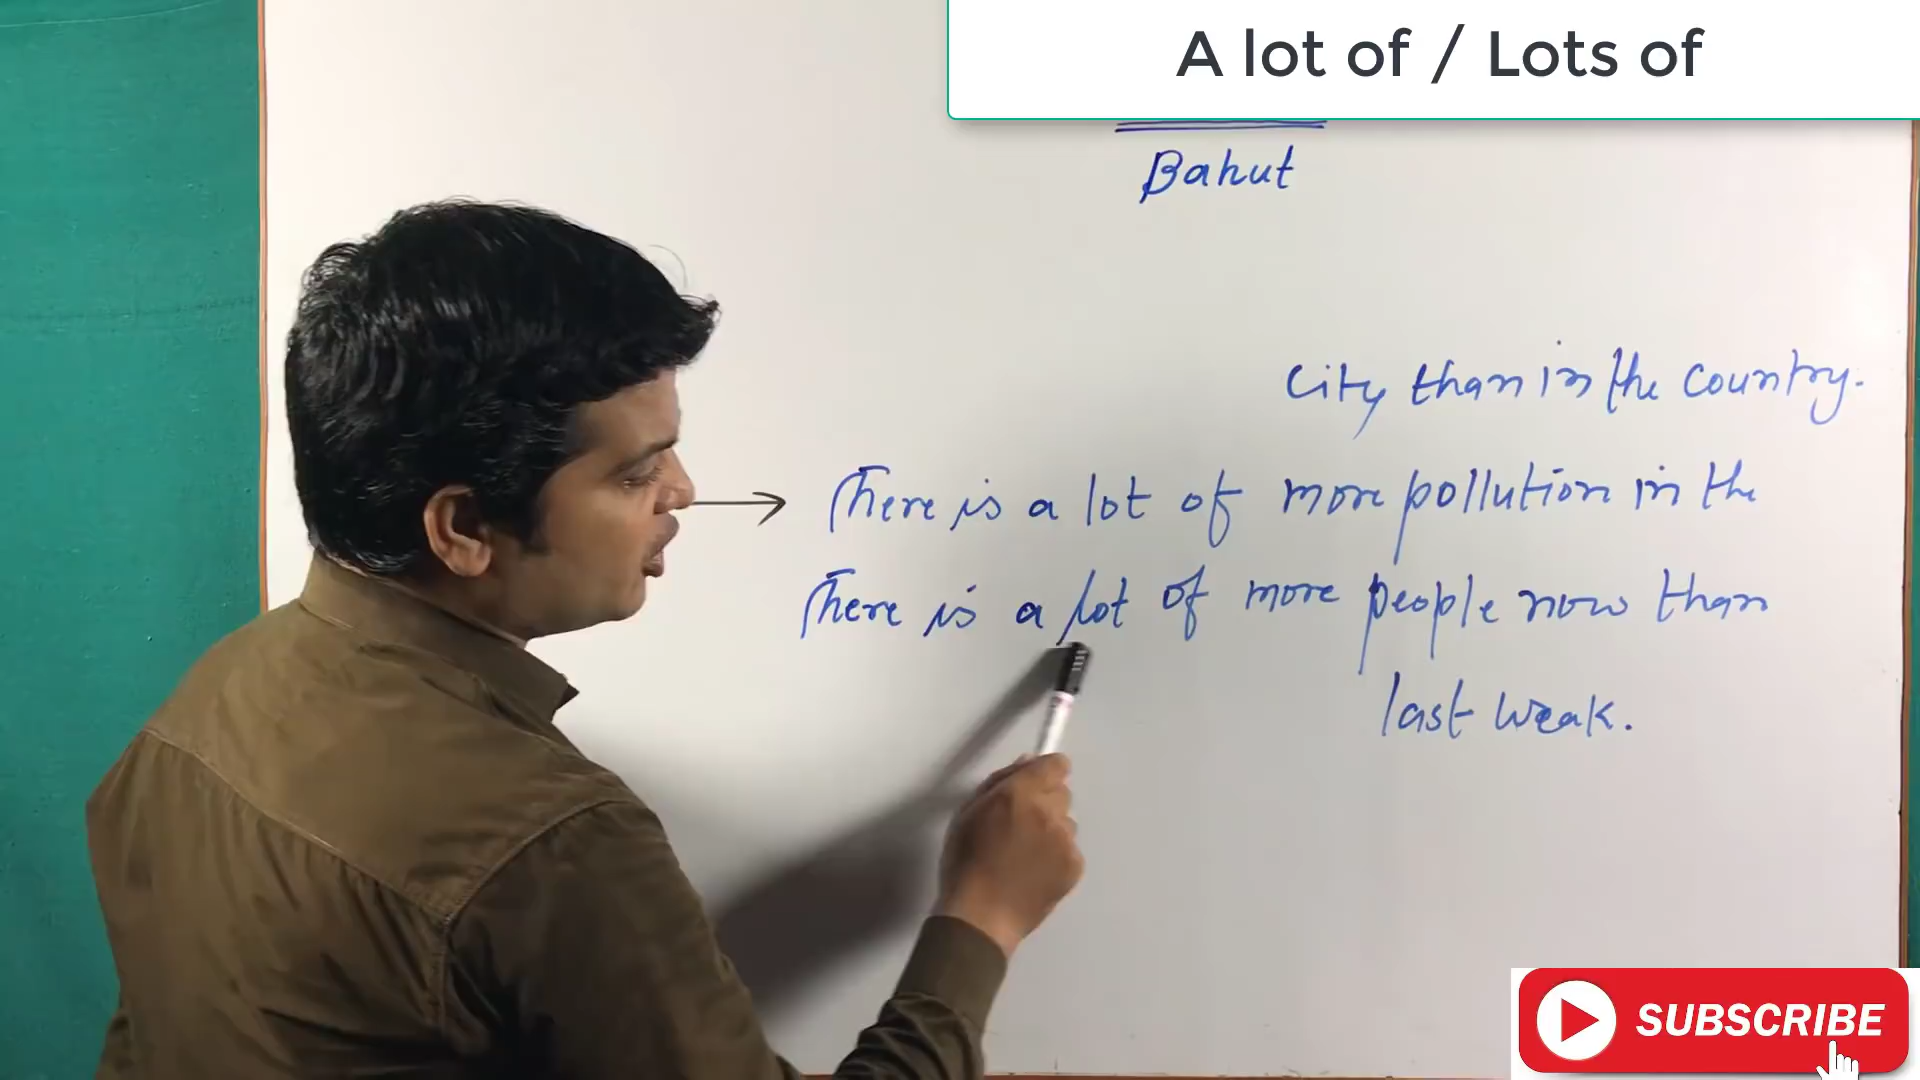 A lot of / Lots of
Bahut
City than in the country.
There is a lot of more pollution in the
There is a lot of more people now than
last weak.
SUBSCRIBE